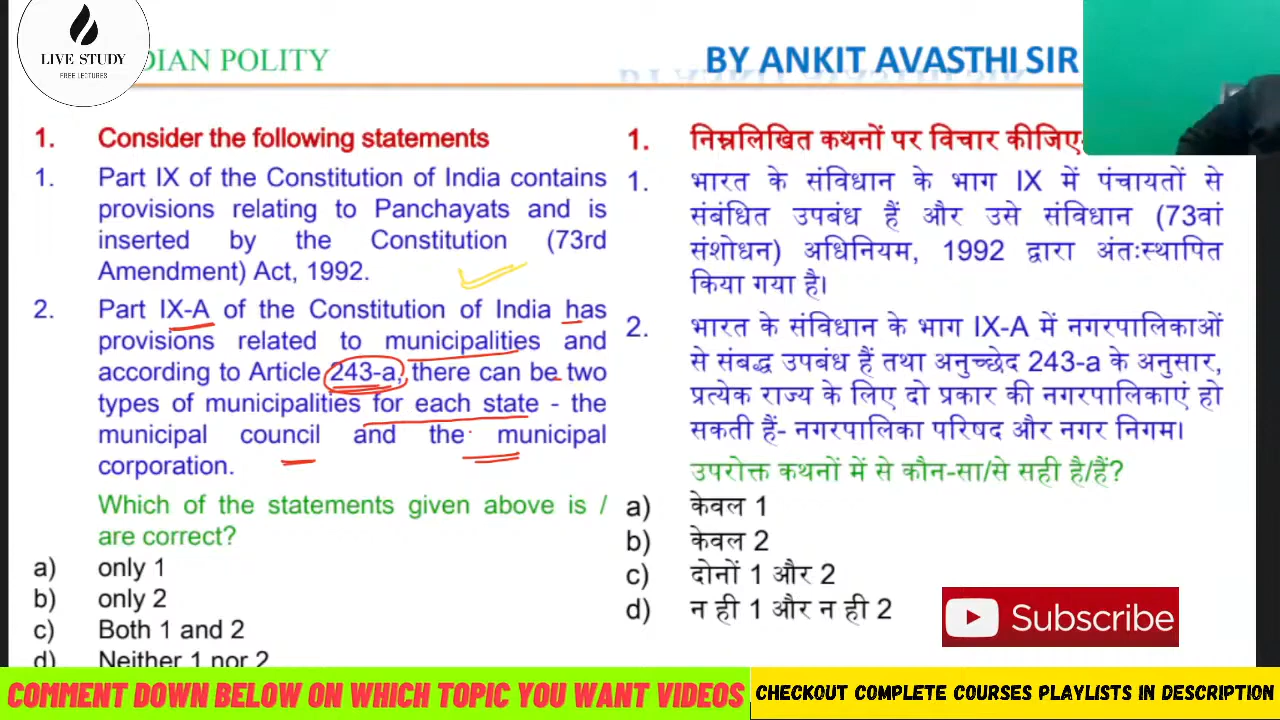 LIVE STUDY
FREE LECTURES
DIAN POLITY
BY ANKIT AVASTHI SIR
1. Consider the following statements
1. Part IX of the Constitution of India contains
provisions relating to Panchayats and is
inserted by the Constitution (73rd
Amendment) Act, 1992.
2. Part IX-A of the Constitution of India has
provisions related to municipalities and
according to Article 243-a, there can be two
types of municipalities for each state - the
municipal council and the municipal
corporation.
Which of the statements given above is /
are correct?
a) only 1
b) only 2
c) Both 1 and 2
d) Neither 1 nor 2
1. निम्नलिखित कथनों पर विचार कीजिए-
1. भारत के संविधान के भाग IX में पंचायतों से
संबंधित उपबंध हैं और उसे संविधान (73वां
संशोधन) अधिनियम, 1992 द्वारा अंतःस्थापित
किया गया है।
2. भारत के संविधान के भाग IX-A में नगरपालिकाओं
से संबद्ध उपबंध हैं तथा अनुच्छेद 243-a के अनुसार,
प्रत्येक राज्य के लिए दो प्रकार की नगरपालिकाएं हो
सकती हैं- नगरपालिका परिषद और नगर निगम।
उपरोक्त कथनों में से कौन-सा/से सही है/हैं?
a) केवल 1
b) केवल 2
c) दोनों 1 और 2
d) न ही 1 और न ही 2
Subscribe
COMMENT DOWN BELOW ON WHICH TOPIC YOU WANT VIDEOS
CHECKOUT COMPLETE COURSES PLAYLISTS IN DESCRIPTION